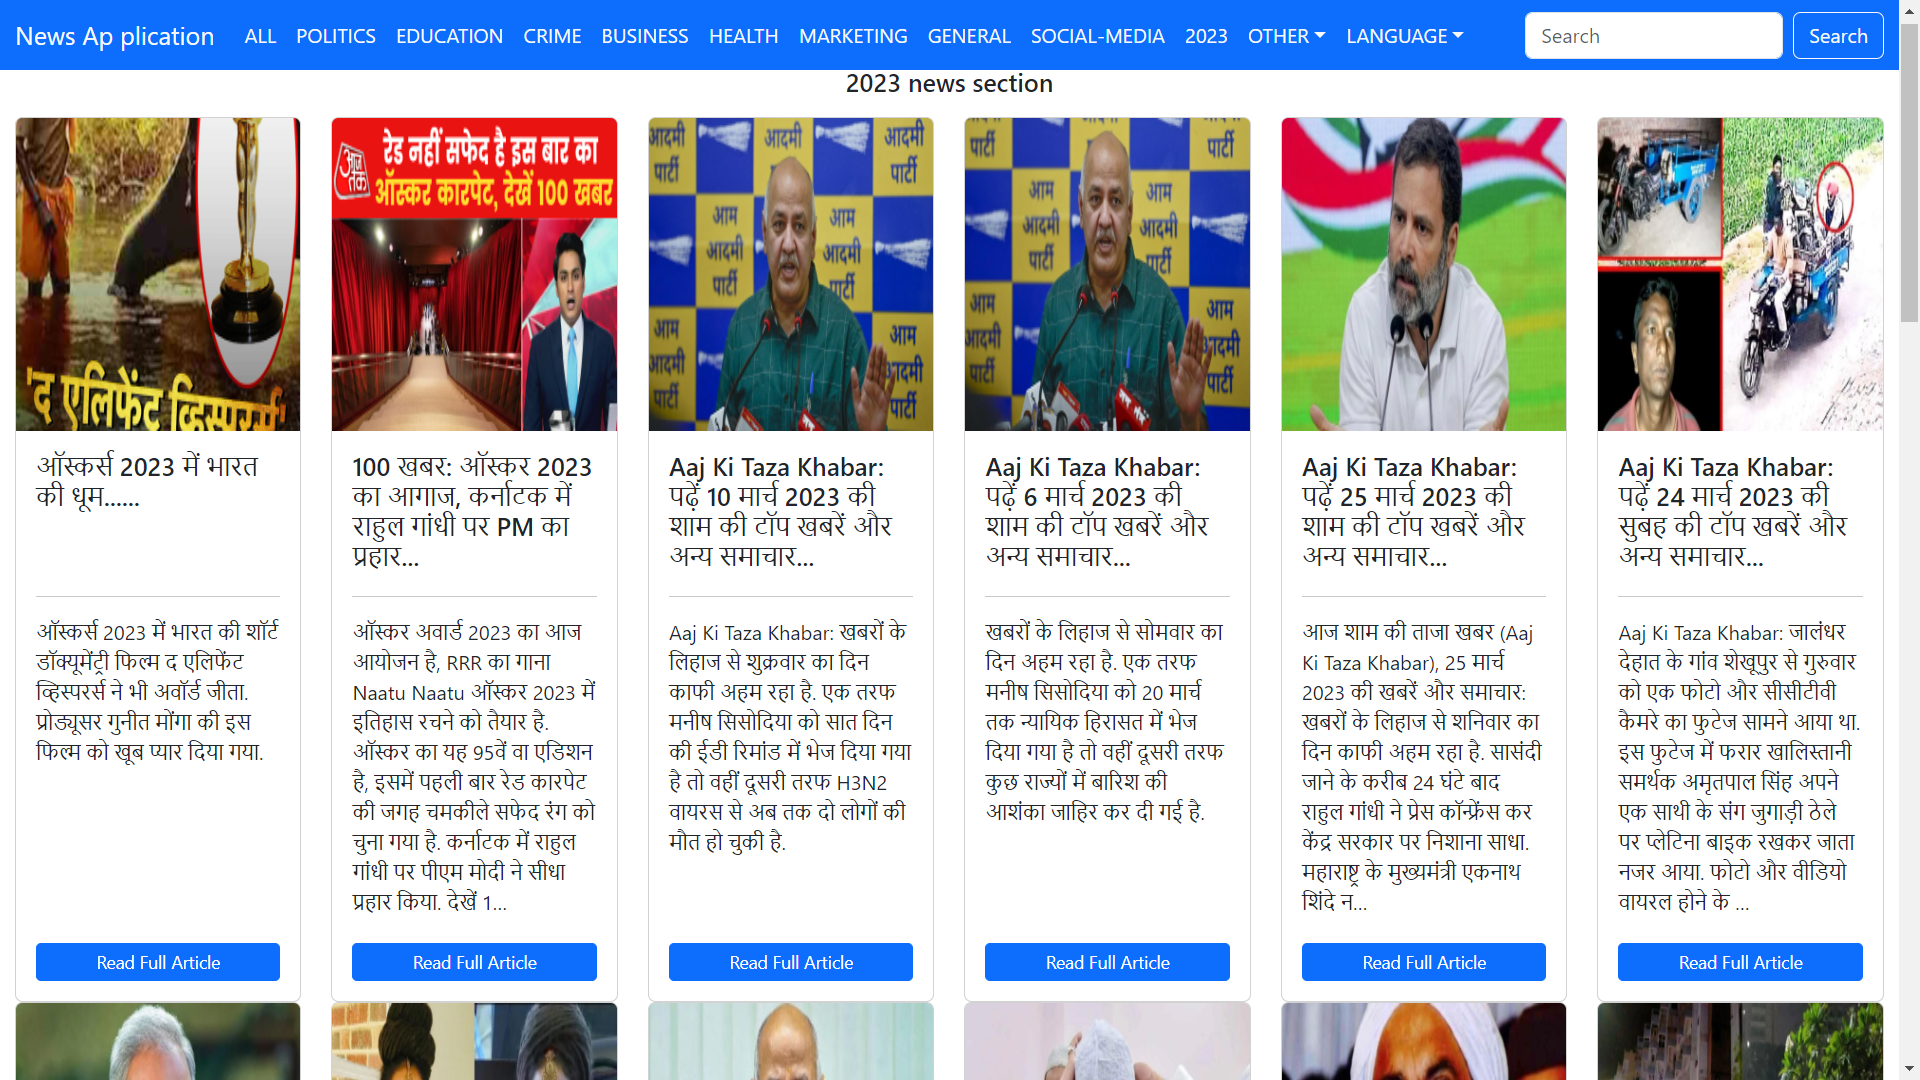 News Ap plication ALL POLITICS EDUCATION CRIME BUSINESS HEALTH MARKETING GENERAL SOCIAL-MEDIA 2023 OTHER LANGUAGE Search Search
2023 news section
'द एलिफेंट व्हिस्परर्स'
आज तक
रेड नहीं सफेद है इस बार का
ऑस्कर कारपेट, देखें 100 खबर
आदमी
पार्टी
आम
आदमी
पार्टी
आम
आदमी
पार्टी
पार्टी
आम
आदमी
पार्टी
आम
आदमी
पार्टी
ऑस्कर्स 2023 में भारत
की धूम......
ऑस्कर्स 2023 में भारत की शॉर्ट
डॉक्यूमेंट्री फिल्म द एलिफेंट
व्हिस्परर्स ने भी अवॉर्ड जीता.
प्रोड्यूसर गुनीत मोंगा की इस
फिल्म को खूब प्यार दिया गया.
Read Full Article
100 खबर: ऑस्कर 2023
का आगाज, कर्नाटक में
राहुल गांधी पर PM का
प्रहार...
ऑस्कर अवार्ड 2023 का आज
आयोजन है, RRR का गाना
Naatu Naatu ऑस्कर 2023 में
इतिहास रचने को तैयार है.
ऑस्कर का यह 95वें वा एडिशन
है, इसमें पहली बार रेड कारपेट
की जगह चमकीले सफेद रंग को
चुना गया है. कर्नाटक में राहुल
गांधी पर पीएम मोदी ने सीधा
प्रहार किया. देखें 1...
Read Full Article
Aaj Ki Taza Khabar:
पढ़ें 10 मार्च 2023 की
शाम की टॉप खबरें और
अन्य समाचार...
Aaj Ki Taza Khabar: खबरों के
लिहाज से शुक्रवार का दिन
काफी अहम रहा है. एक तरफ
मनीष सिसोदिया को सात दिन
की ईडी रिमांड में भेज दिया गया
है तो वहीं दूसरी तरफ H3N2
वायरस से अब तक दो लोगों की
मौत हो चुकी है.
Read Full Article
Aaj Ki Taza Khabar:
पढ़ें 6 मार्च 2023 की
शाम की टॉप खबरें और
अन्य समाचार...
खबरों के लिहाज से सोमवार का
दिन अहम रहा है. एक तरफ
मनीष सिसोदिया को 20 मार्च
तक न्यायिक हिरासत में भेज
दिया गया है तो वहीं दूसरी तरफ
कुछ राज्यों में बारिश की
आशंका जाहिर कर दी गई है.
Read Full Article
Aaj Ki Taza Khabar:
पढ़ें 25 मार्च 2023 की
शाम की टॉप खबरें और
अन्य समाचार...
आज शाम की ताजा खबर (Aaj
Ki Taza Khabar), 25 मार्च
2023 की खबरें और समाचार:
खबरों के लिहाज से शनिवार का
दिन काफी अहम रहा है. सासंदी
जाने के करीब 24 घंटे बाद
राहुल गांधी ने प्रेस कॉन्फ्रेंस कर
केंद्र सरकार पर निशाना साधा.
महाराष्ट्र के मुख्यमंत्री एकनाथ
शिंदे न...
Read Full Article
Aaj Ki Taza Khabar:
पढ़ें 24 मार्च 2023 की
सुबह की टॉप खबरें और
अन्य समाचार...
Aaj Ki Taza Khabar: जालंधर
देहात के गांव शेखूपुर से गुरुवार
को एक फोटो और सीसीटीवी
कैमरे का फुटेज सामने आया था.
इस फुटेज में फरार खालिस्तानी
समर्थक अमृतपाल सिंह अपने
एक साथी के संग जुगाड़ी ठेले
पर प्लेटिना बाइक रखकर जाता
नजर आया. फोटो और वीडियो
वायरल होने के ...
Read Full Article